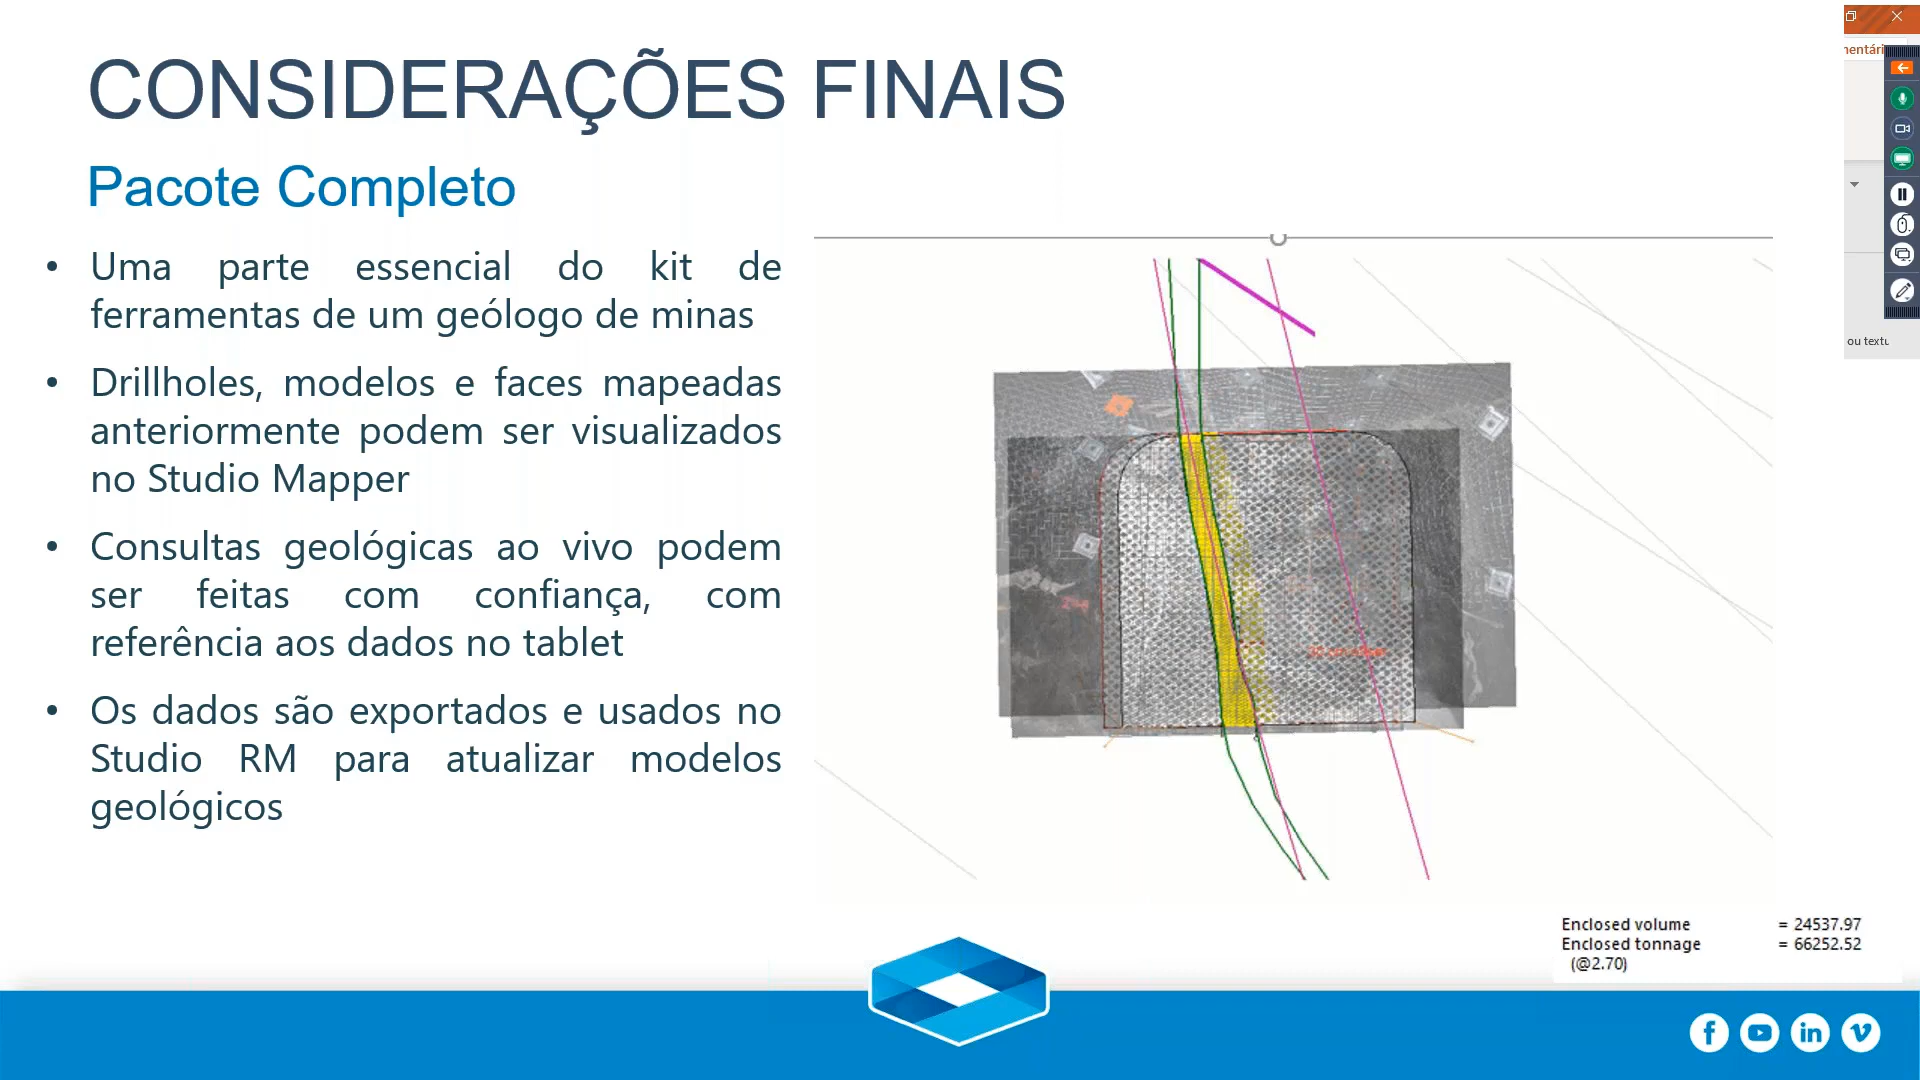 CONSIDERAÇÕES FINAIS
Pacote Completo
• Uma parte essencial do kit de
ferramentas de um geólogo de minas
• Drillholes, modelos e faces mapeadas
anteriormente podem ser visualizados
no Studio Mapper
• Consultas geológicas ao vivo podem
ser feitas com confiança, com
referência aos dados no tablet
• Os dados são exportados e usados no
Studio RM para atualizar modelos
geológicos
Enclosed volume = 24537.97
Enclosed tonnage = 66252.52
(@2.70)
ou text